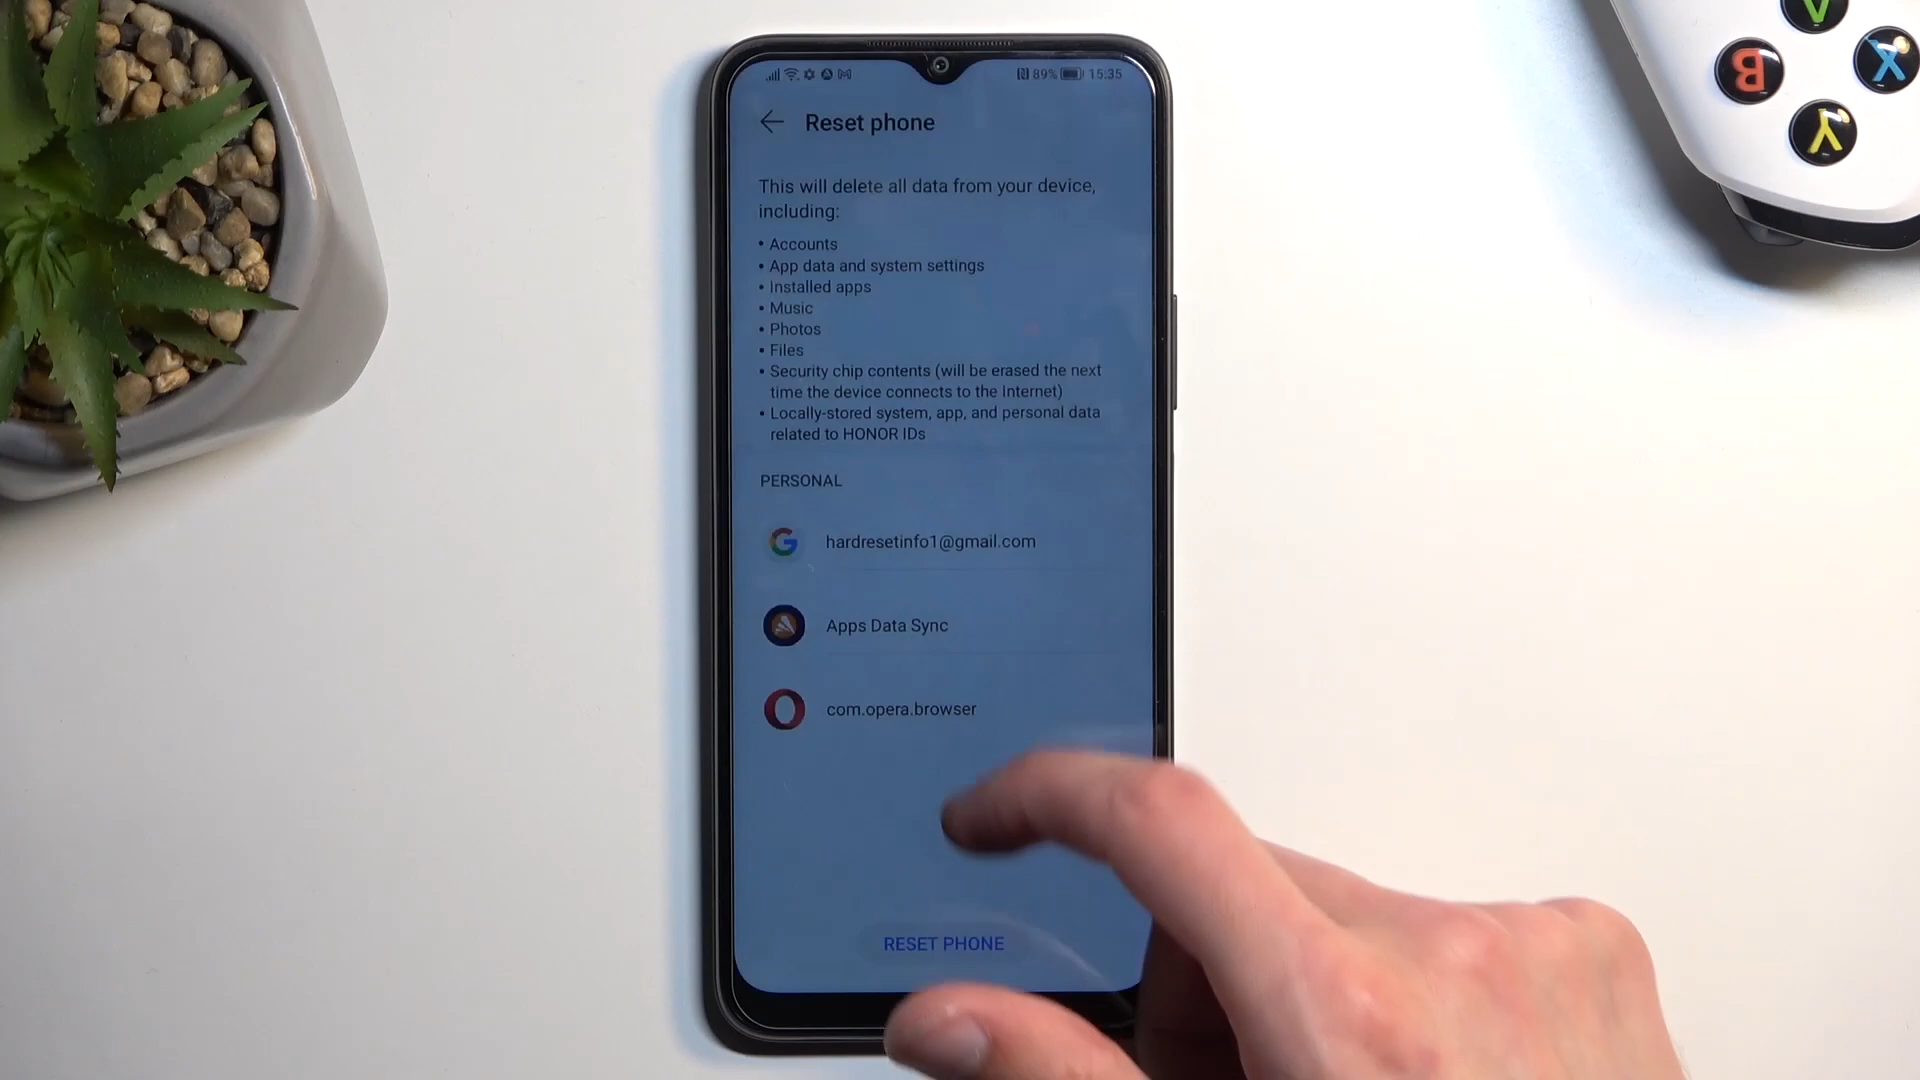 89% 15:35
Reset phone
This will delete all data from your device,
including:
• Accounts
• App data and system settings
• Installed apps
• Music
• Photos
• Files
• Security chip contents (will be erased the next
time the device connects to the Internet)
• Locally-stored system, app, and personal data
related to HONOR IDs
PERSONAL
hardresetinfo1@gmail.com
Apps Data Sync
com.opera.browser
RESET PHONE
B
X
Y